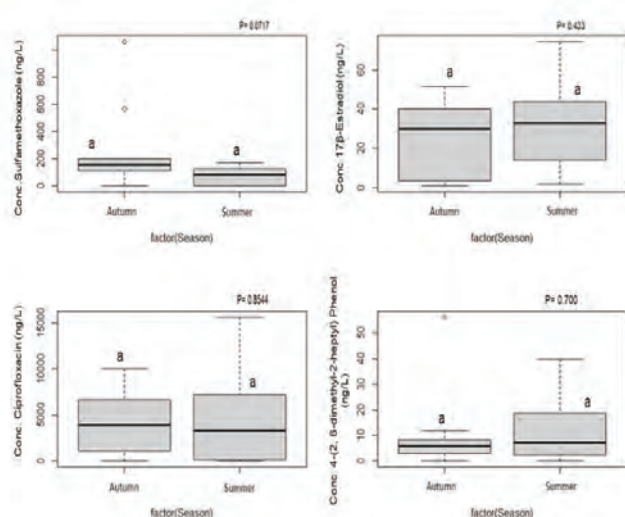 P= 0.0717
Conc. Sulfamethoxazole (ng/L)
800
600
400
200
0
a
a
Autumn
Summer
factor(Season)
P= 0.433
Conc 17β-Estradiol (ng/L)
60
40
20
0
a
a
Autumn
Summer
factor(Season)
P= 0.8544
Conc. Ciprofloxacin (ng/L)
15000
10000
5000
0
a
a
Autumn
Summer
factor(Season)
P= 0.700
Conc 4-(2, 6-dimethyl-2-heptyl) Phenol
(ng/L)
50
40
30
20
10
0
a
a
Autumn
Summer
factor(Season)